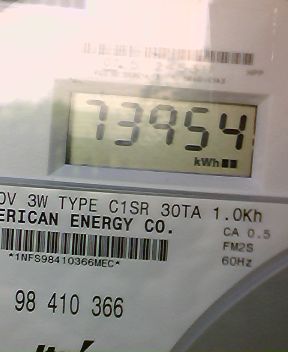 73954
kWh
0V 3W TYPE C1SR 30TA 1.0Kh
ERICAN ENERGY CO.
CA 0.5
FM2S
60Hz
*1NFS98410366MEC*
98 410 366